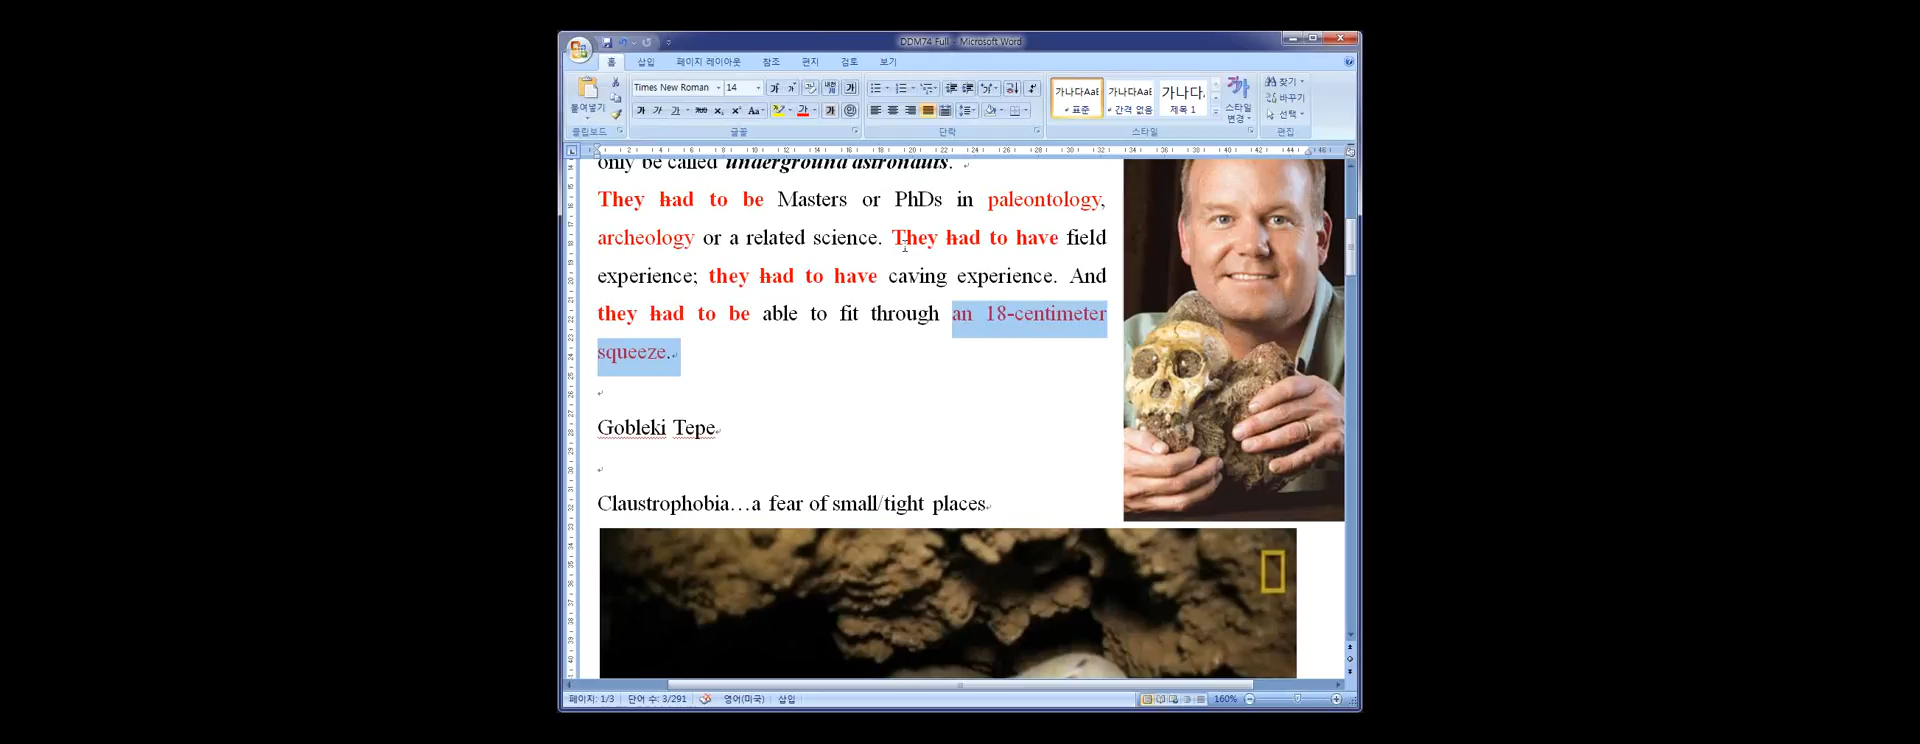 DDM74 Full - Microsoft Word
홈 삽입 페이지 레이아웃 참조 편지 검토 보기
Times New Roman 14
붙여넣기
가나다AaB 가나다AaB 가나다.
표준 간격 없음 제목 1
스타일 변경
찾기
바꾸기
선택
클립보드 글꼴 단락 스타일 편집
only be called underground astronauts.
They had to be Masters or PhDs in paleontology,
archeology or a related science. They had to have field
experience; they had to have caving experience. And
they had to be able to fit through an 18-centimeter
squeeze.
Gobleki Tepe
Claustrophobia…a fear of small/tight places
페이지: 1/3 단어 수: 3/291 영어(미국) 삽입 160%